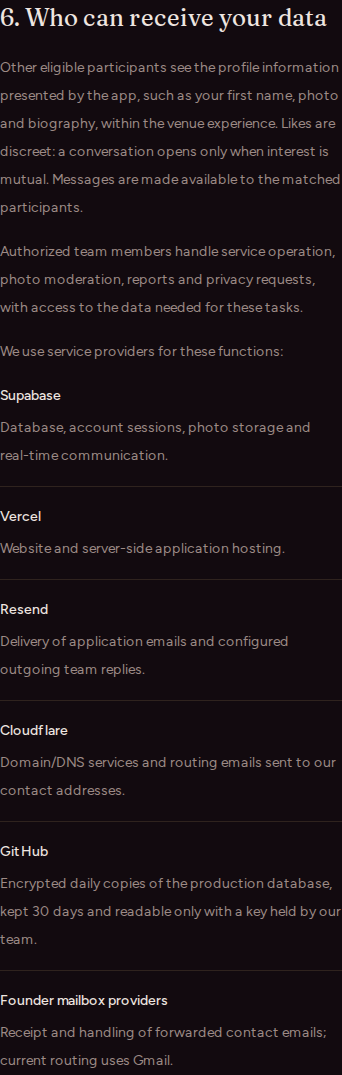 6. Who can receive your data
Other eligible participants see the profile information
presented by the app, such as your first name, photo
and biography, within the venue experience. Likes are
discreet: a conversation opens only when interest is
mutual. Messages are made available to the matched
participants.
Authorized team members handle service operation,
photo moderation, reports and privacy requests,
with access to the data needed for these tasks.
We use service providers for these functions:
Supabase
Database, account sessions, photo storage and
real-time communication.
Vercel
Website and server-side application hosting.
Resend
Delivery of application emails and configured
outgoing team replies.
Cloudflare
Domain/DNS services and routing emails sent to our
contact addresses.
GitHub
Encrypted daily copies of the production database,
kept 30 days and readable only with a key held by our
team.
Founder mailbox providers
Receipt and handling of forwarded contact emails;
current routing uses Gmail.